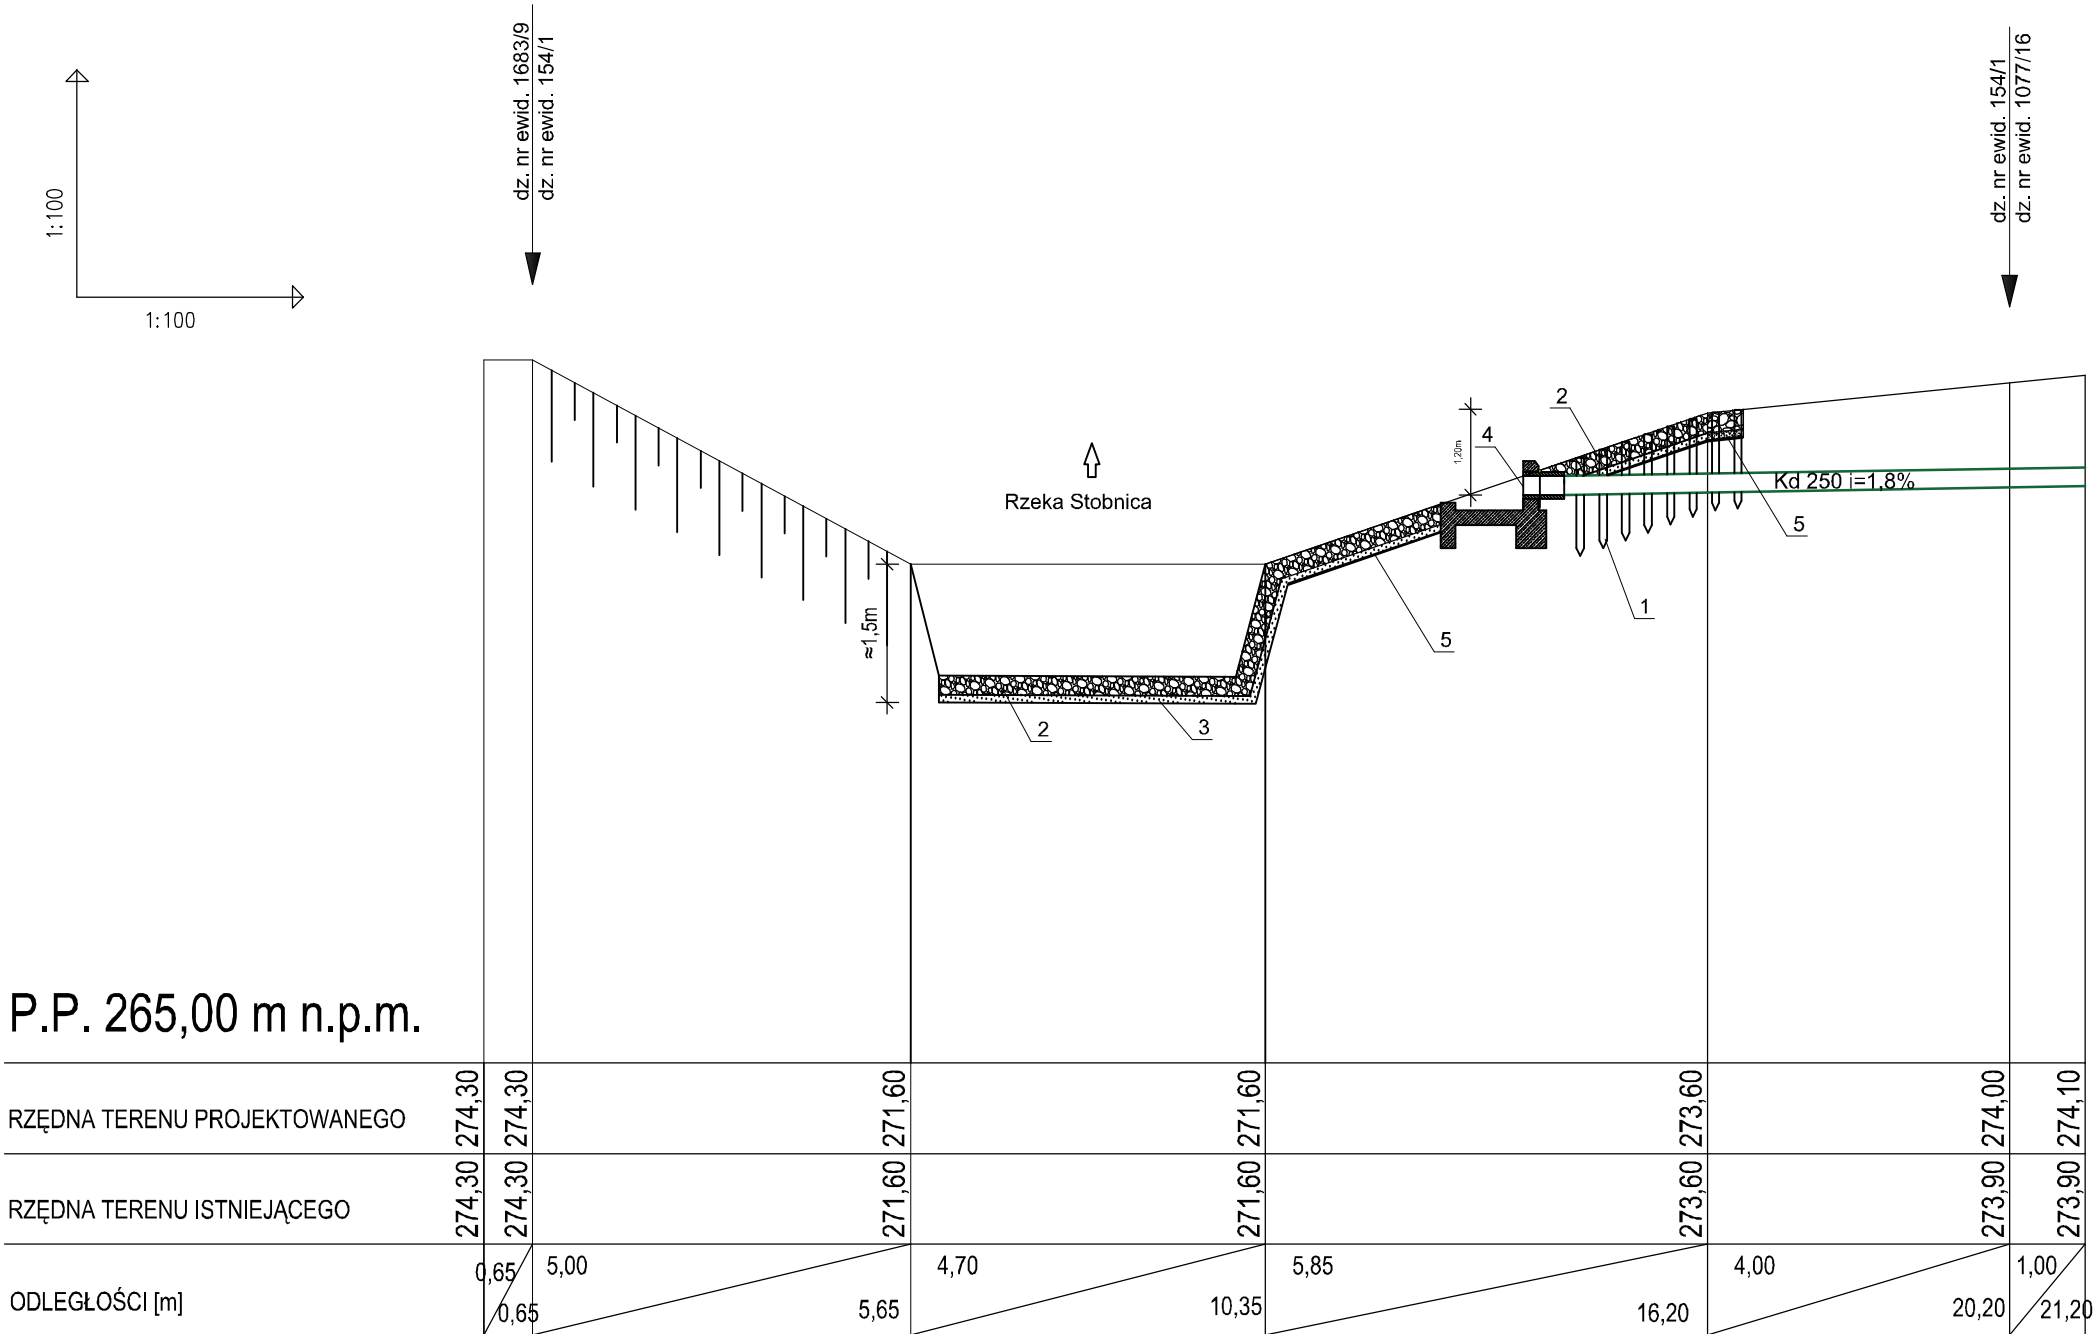 dz. nr ewid. 1683/9
dz. nr ewid. 154/1
dz. nr ewid. 154/1
dz. nr ewid. 1077/16
1:100
1:100
2
4
1,20m
Rzeka Stobnica
Kd 250 i=1,8%
5
1
≈1,5m
5
2
3
P.P. 265,00 m n.p.m.
RZĘDNA TERENU PROJEKTOWANEGO
274,30
274,30
271,60
271,60
273,60
274,00
274,10
RZĘDNA TERENU ISTNIEJĄCEGO
274,30
274,30
271,60
271,60
273,60
273,90
273,90
ODLEGŁOŚCI [m]
0,65
5,00
4,70
5,85
4,00
1,00
0,65
5,65
10,35
16,20
20,20
21,20